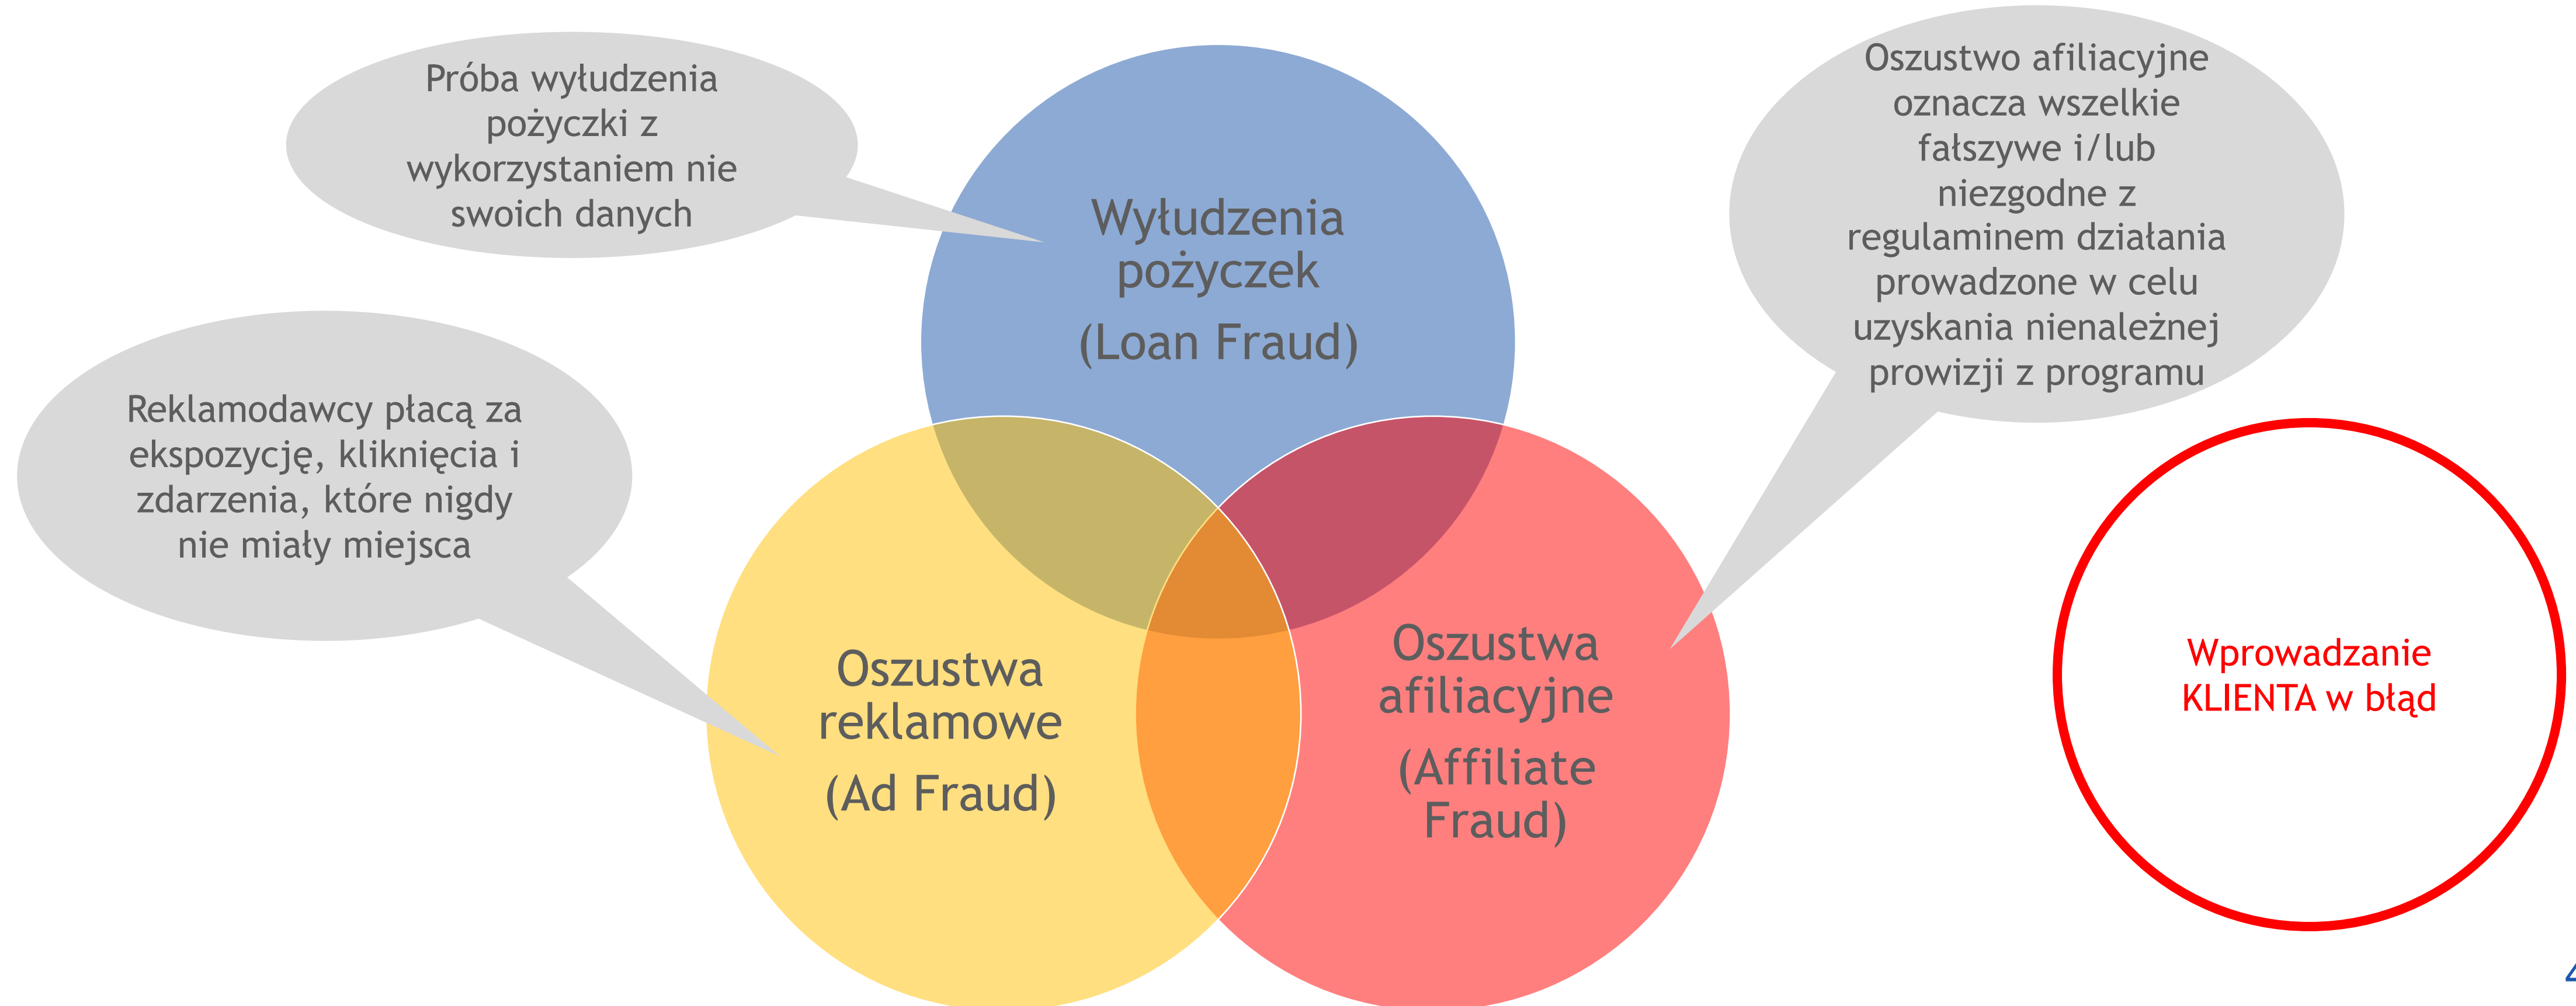 Próba wyłudzenia
pożyczki z
wykorzystaniem nie
swoich danych
Wyłudzenia
pożyczek
(Loan Fraud)
Oszustwo afiliacyjne
oznacza wszelkie
fałszywe i/lub
niezgodne z
regulaminem działania
prowadzone w celu
uzyskania nienależnej
prowizji z programu
Reklamodawcy płacą za
ekspozycję, kliknięcia i
zdarzenia, które nigdy
nie miały miejsca
Oszustwa
reklamowe
(Ad Fraud)
Oszustwa
afiliacyjne
(Affiliate
Fraud)
Wprowadzanie
KLIENTA w błąd